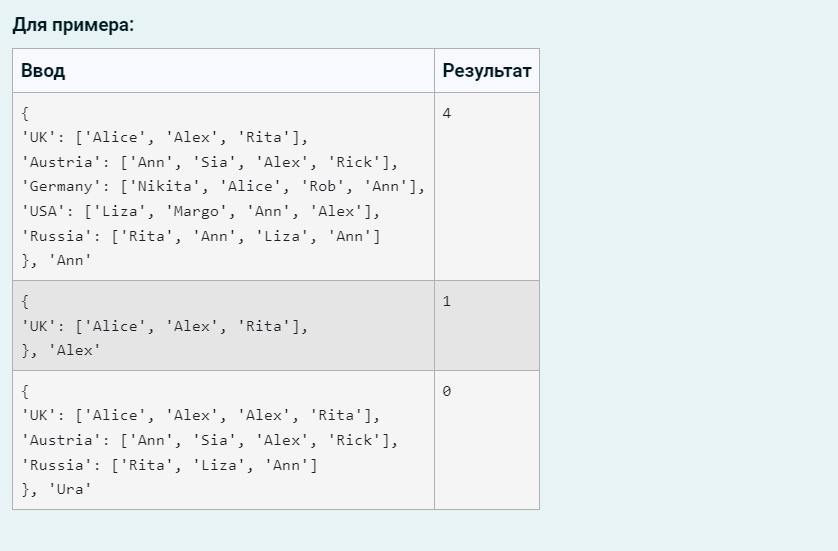 Для примера:
Ввод
Результат
{
'UK': ['Alice', 'Alex', 'Rita'],
'Austria': ['Ann', 'Sia', 'Alex', 'Rick'],
'Germany': ['Nikita', 'Alice', 'Rob', 'Ann'],
'USA': ['Liza', 'Margo', 'Ann', 'Alex'],
'Russia': ['Rita', 'Ann', 'Liza', 'Ann']
}, 'Ann'
4
{
'UK': ['Alice', 'Alex', 'Rita'],
}, 'Alex'
1
{
'UK': ['Alice', 'Alex', 'Alex', 'Rita'],
'Austria': ['Ann', 'Sia', 'Alex', 'Rick'],
'Russia': ['Rita', 'Liza', 'Ann']
}, 'Ura'
0